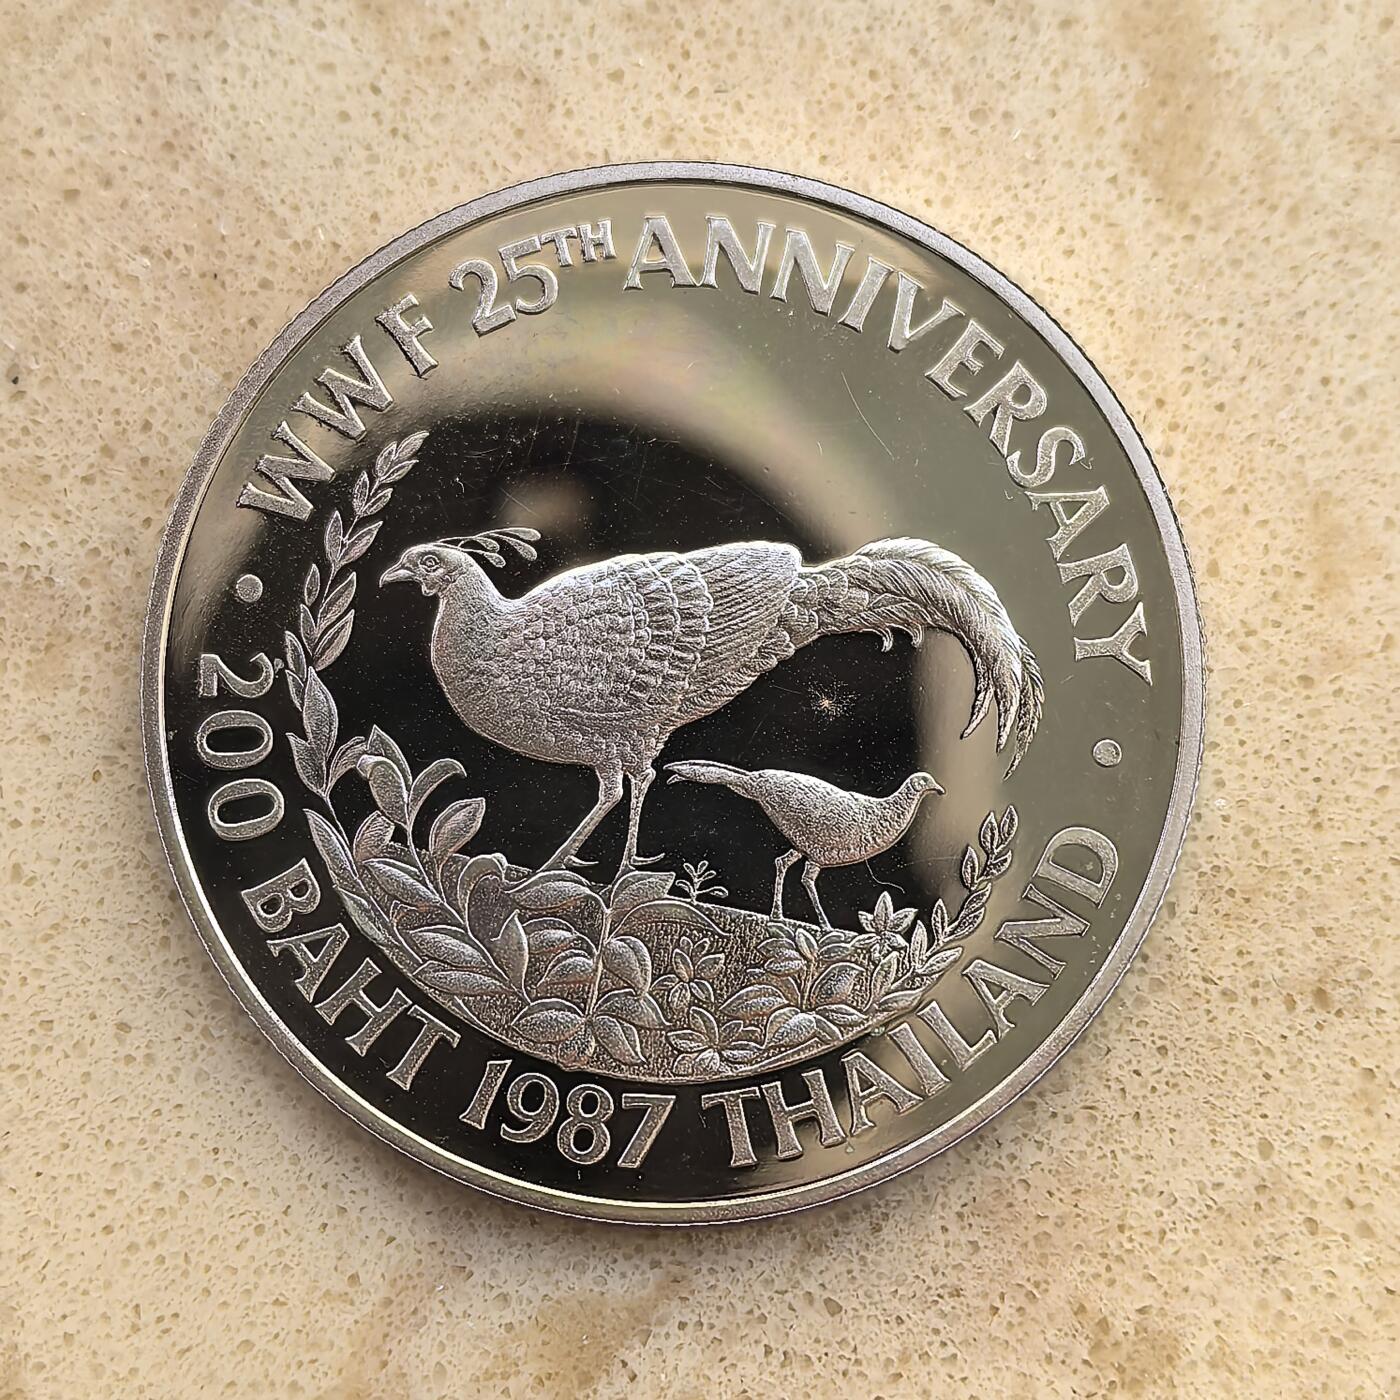 WWF 25TH ANNIVERSARY
200 BAHT 1987 THAILAND